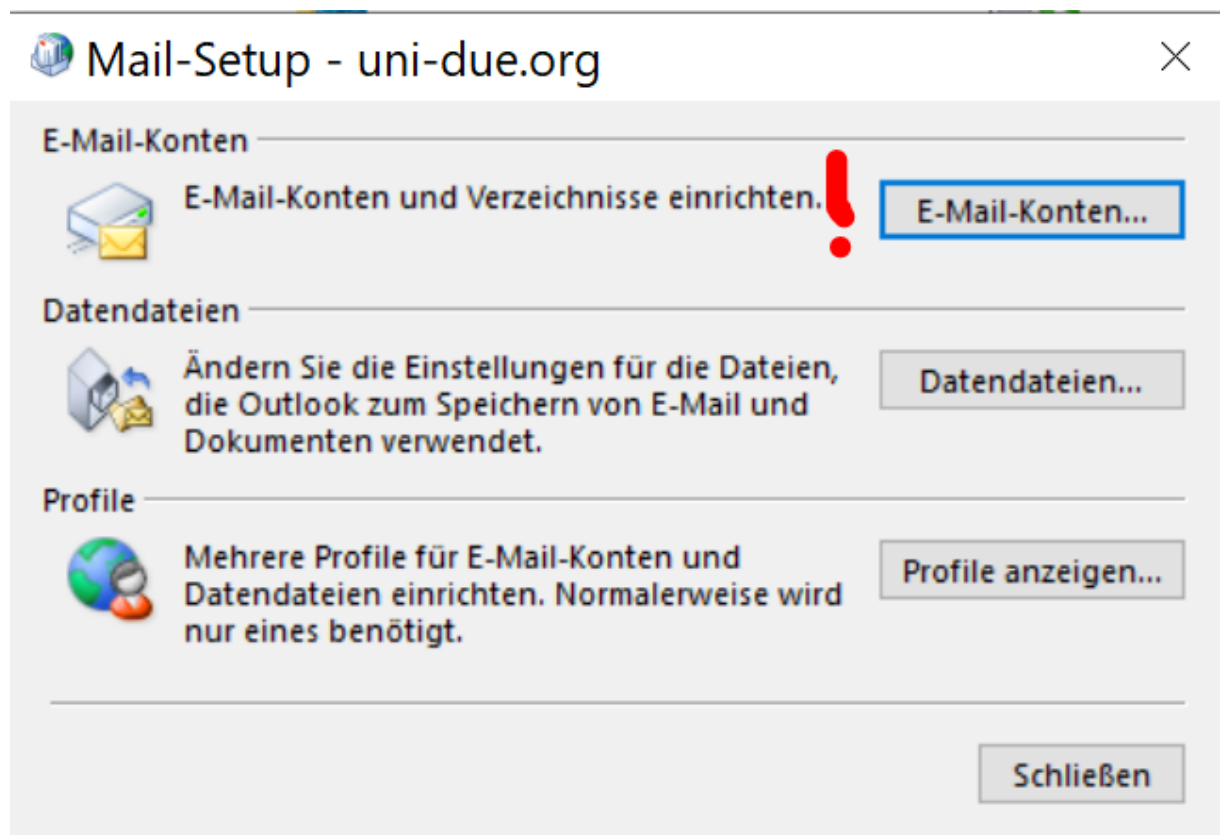 Mail-Setup - uni-due.org
E-Mail-Konten
E-Mail-Konten und Verzeichnisse einrichten.
!
E-Mail-Konten...
Datendateien
Ändern Sie die Einstellungen für die Dateien,
die Outlook zum Speichern von E-Mail und
Dokumenten verwendet.
Datendateien...
Profile
Mehrere Profile für E-Mail-Konten und
Datendateien einrichten. Normalerweise wird
nur eines benötigt.
Profile anzeigen...
Schließen